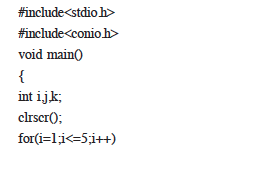 #include<stdio.h>
#include<conio.h>
void main()
{
int i,j,k;
clrscr();
for(i=1;i<=5;i++)